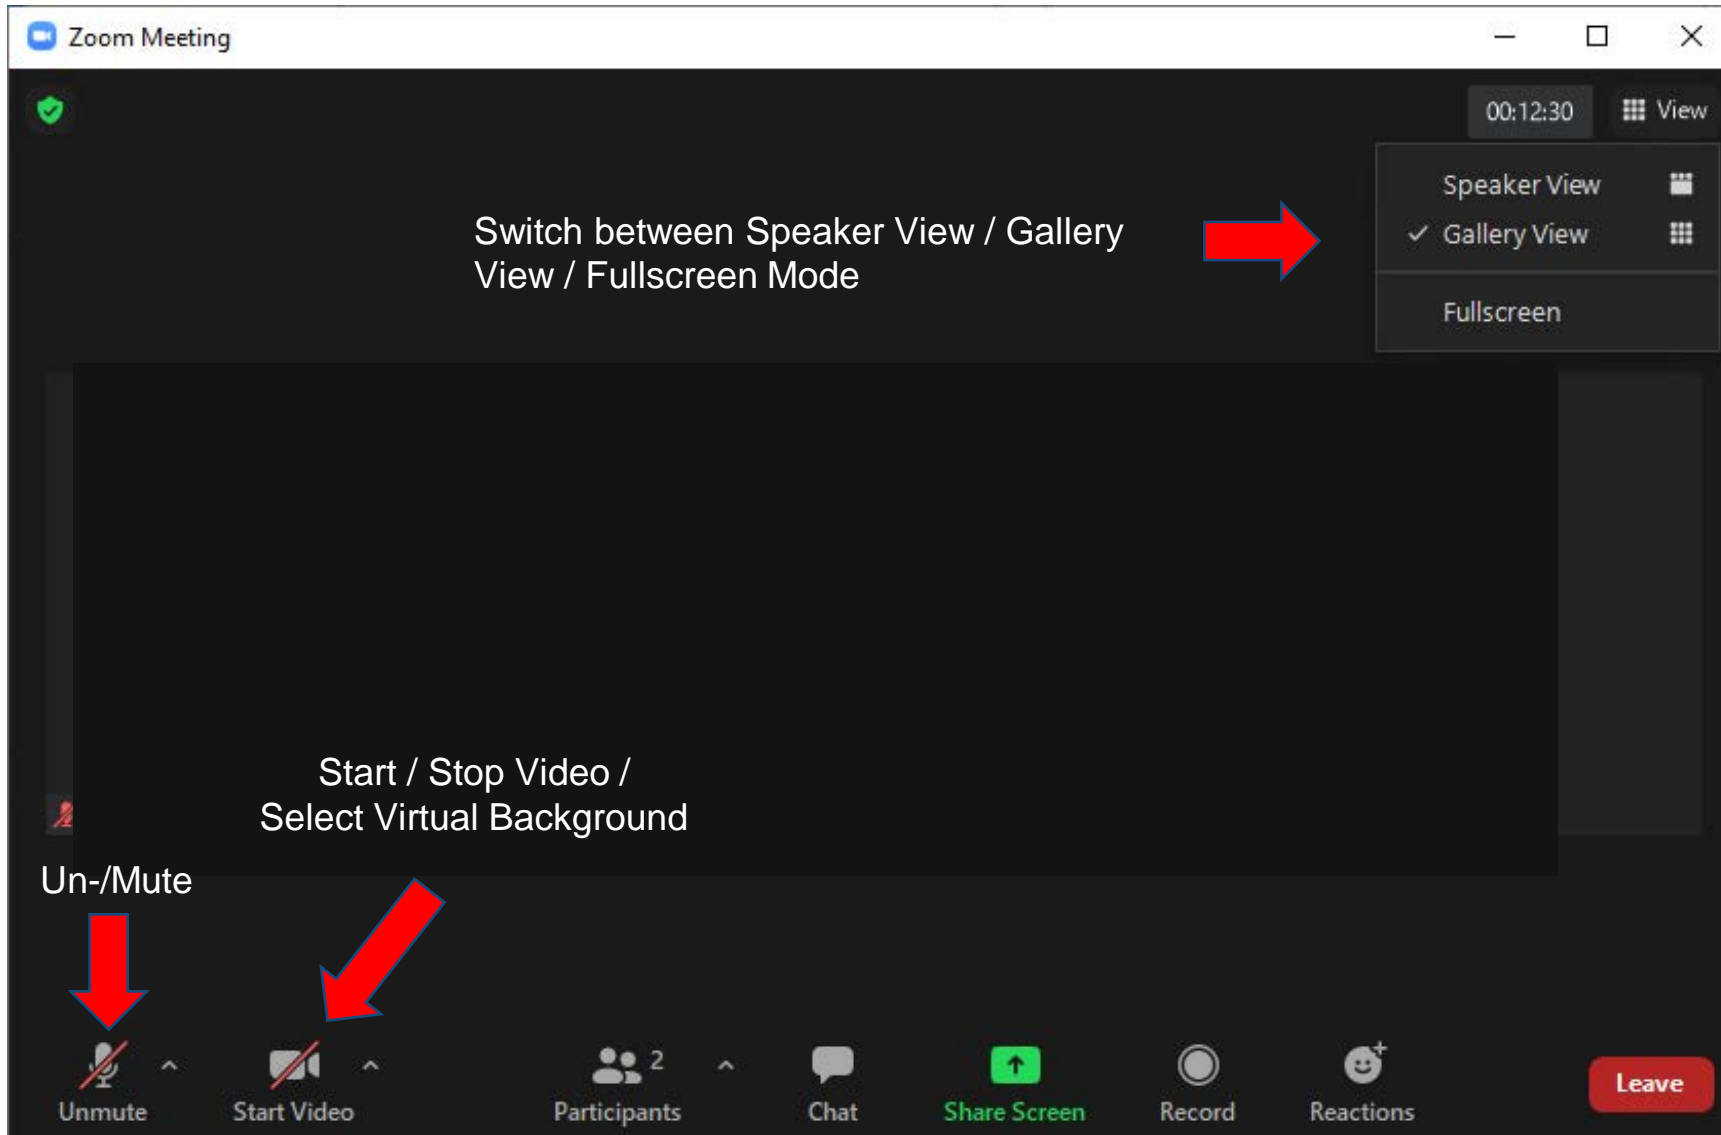 Zoom Meeting
00:12:30 View
Speaker View
Gallery View
Fullscreen
Switch between Speaker View / Gallery
View / Fullscreen Mode
Start / Stop Video /
Select Virtual Background
Un-/Mute
Unmute
Start Video
2
Participants
Chat
Share Screen
Record
Reactions
Leave